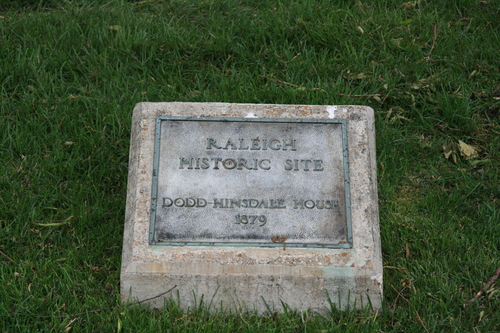 RALEIGH
HISTORIC SITE
DODD-HINSDALE HOUSE
1879